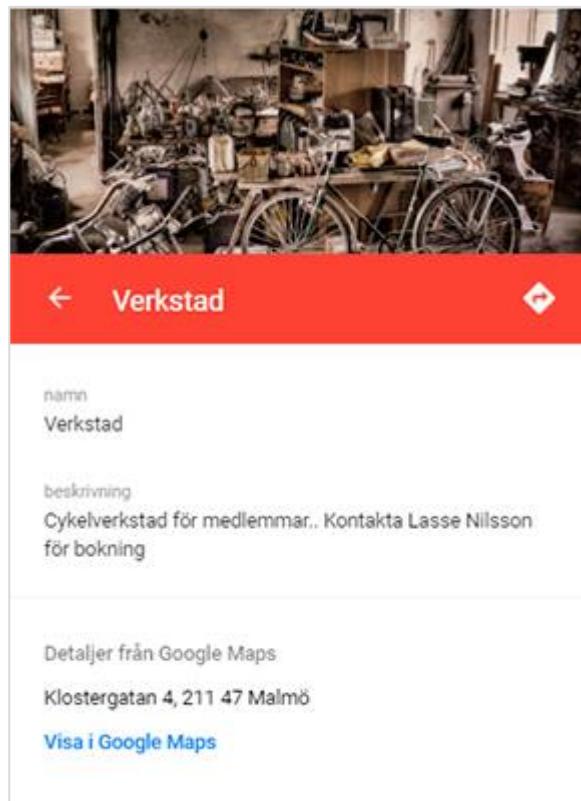 Verkstad
namn
Verkstad
beskrivning
Cykelverkstad för medlemmar.. Kontakta Lasse Nilsson
för bokning
Detaljer från Google Maps
Klostergatan 4, 211 47 Malmö
Visa i Google Maps